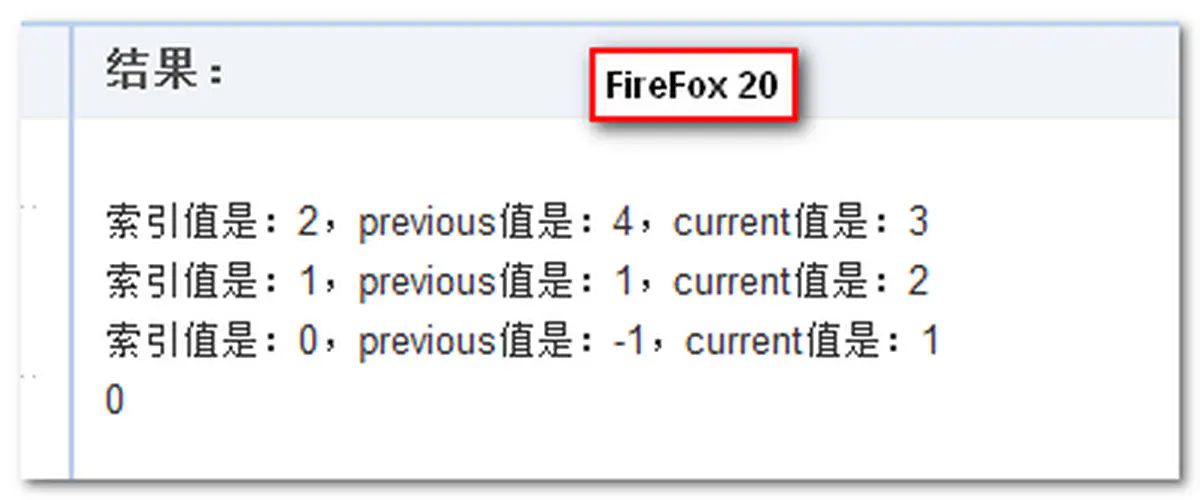 结果：
FireFox 20
索引值是：2，previous值是：4，current值是：3
索引值是：1，previous值是：1，current值是：2
索引值是：0，previous值是：-1，current值是：1
0